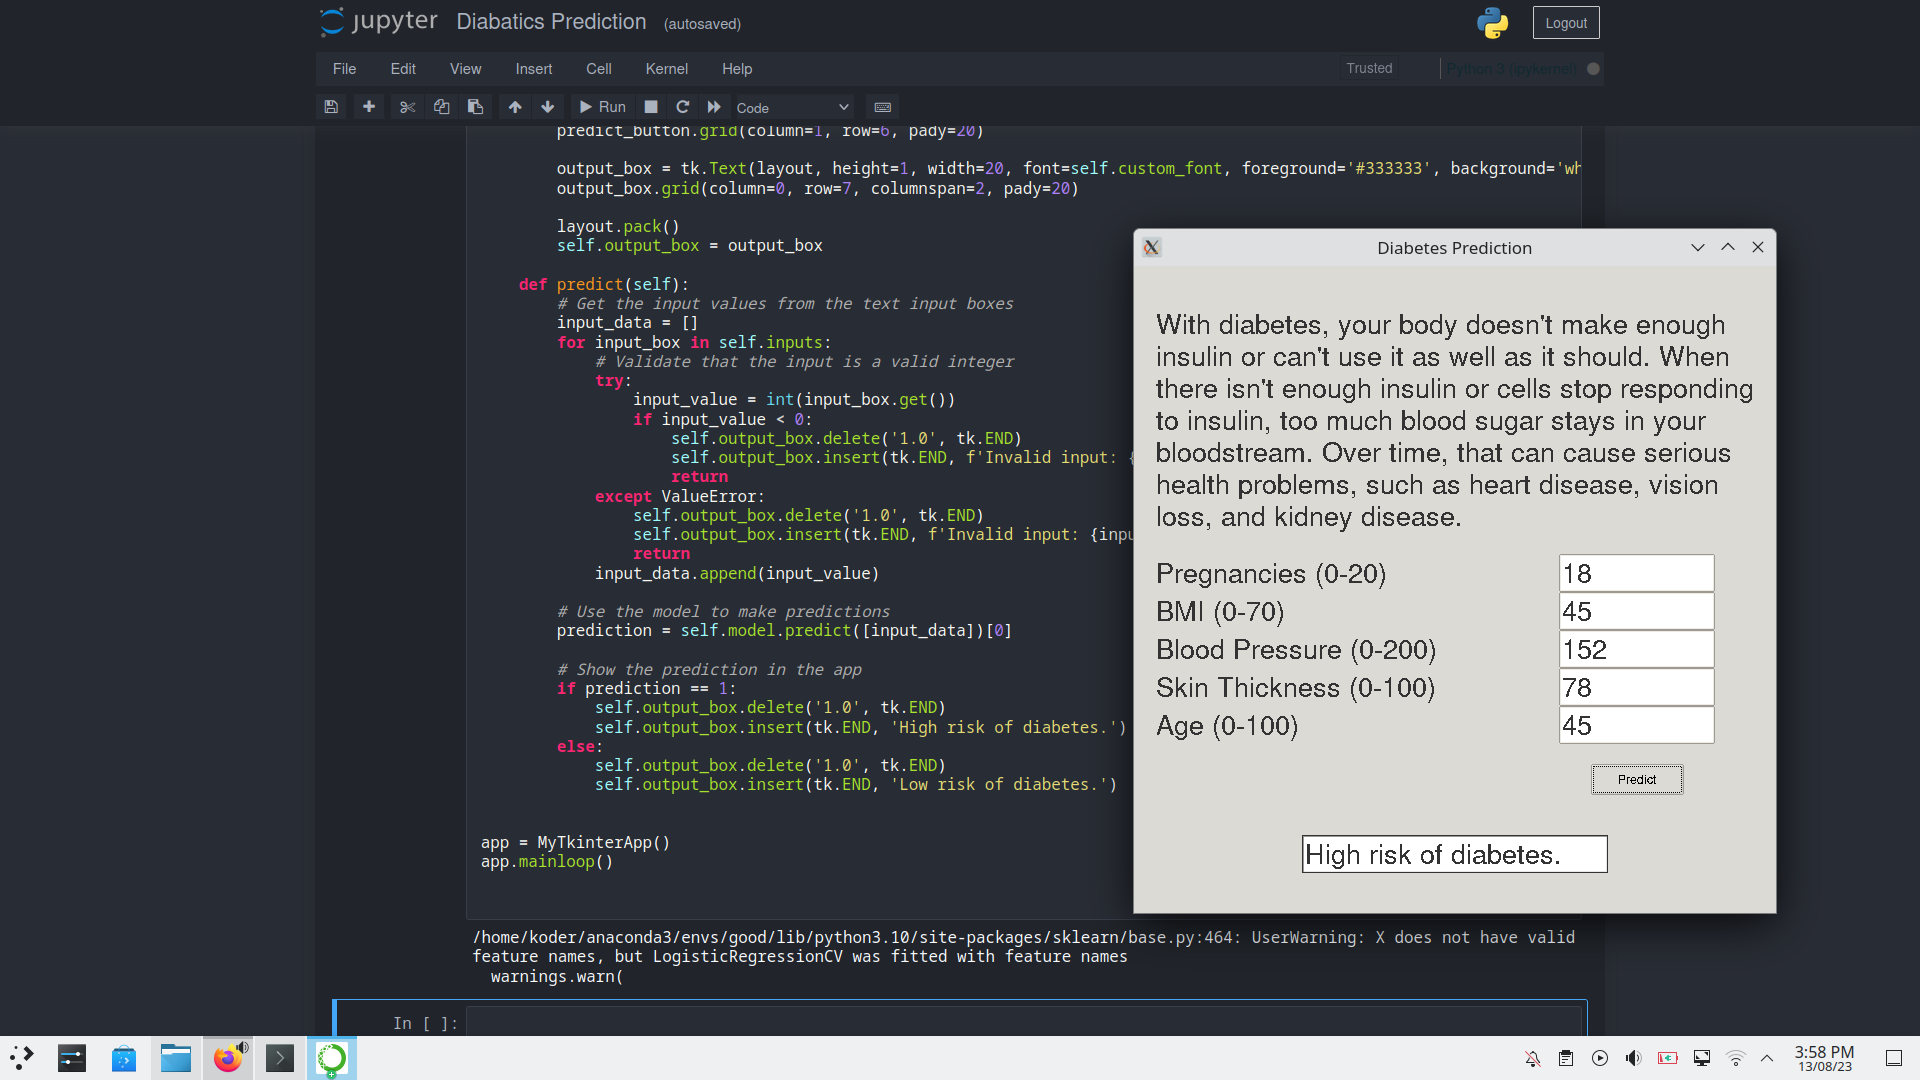 jupyter Diabatics Prediction (autosaved)
Logout
File Edit View Insert Cell Kernel Help
Trusted
Python 3 (ipykernel)
Run
Code
predict_button.grid(column=1, row=6, pady=20)
output_box = tk.Text(layout, height=1, width=20, font=self.custom_font, foreground='#333333', background='wh
output_box.grid(column=0, row=7, columnspan=2, pady=20)
layout.pack()
self.output_box = output_box
def predict(self):
# Get the input values from the text input boxes
input_data = []
for input_box in self.inputs:
# Validate that the input is a valid integer
try:
input_value = int(input_box.get())
if input_value < 0:
self.output_box.delete('1.0', tk.END)
self.output_box.insert(tk.END, f'Invalid input: {
return
except ValueError:
self.output_box.delete('1.0', tk.END)
self.output_box.insert(tk.END, f'Invalid input: {inpu
return
input_data.append(input_value)
# Use the model to make predictions
prediction = self.model.predict([input_data])[0]
# Show the prediction in the app
if prediction == 1:
self.output_box.delete('1.0', tk.END)
self.output_box.insert(tk.END, 'High risk of diabetes.')
else:
self.output_box.delete('1.0', tk.END)
self.output_box.insert(tk.END, 'Low risk of diabetes.')
app = MyTkinterApp()
app.mainloop()
/home/koder/anaconda3/envs/good/lib/python3.10/site-packages/sklearn/base.py:464: UserWarning: X does not have valid
feature names, but LogisticRegressionCV was fitted with feature names
warnings.warn(
In [ ]:
Diabetes Prediction
With diabetes, your body doesn't make enough
insulin or can't use it as well as it should. When
there isn't enough insulin or cells stop responding
to insulin, too much blood sugar stays in your
bloodstream. Over time, that can cause serious
health problems, such as heart disease, vision
loss, and kidney disease.
Pregnancies (0-20) 18
BMI (0-70) 45
Blood Pressure (0-200) 152
Skin Thickness (0-100) 78
Age (0-100) 45
Predict
High risk of diabetes.
3:58 PM
13/08/23